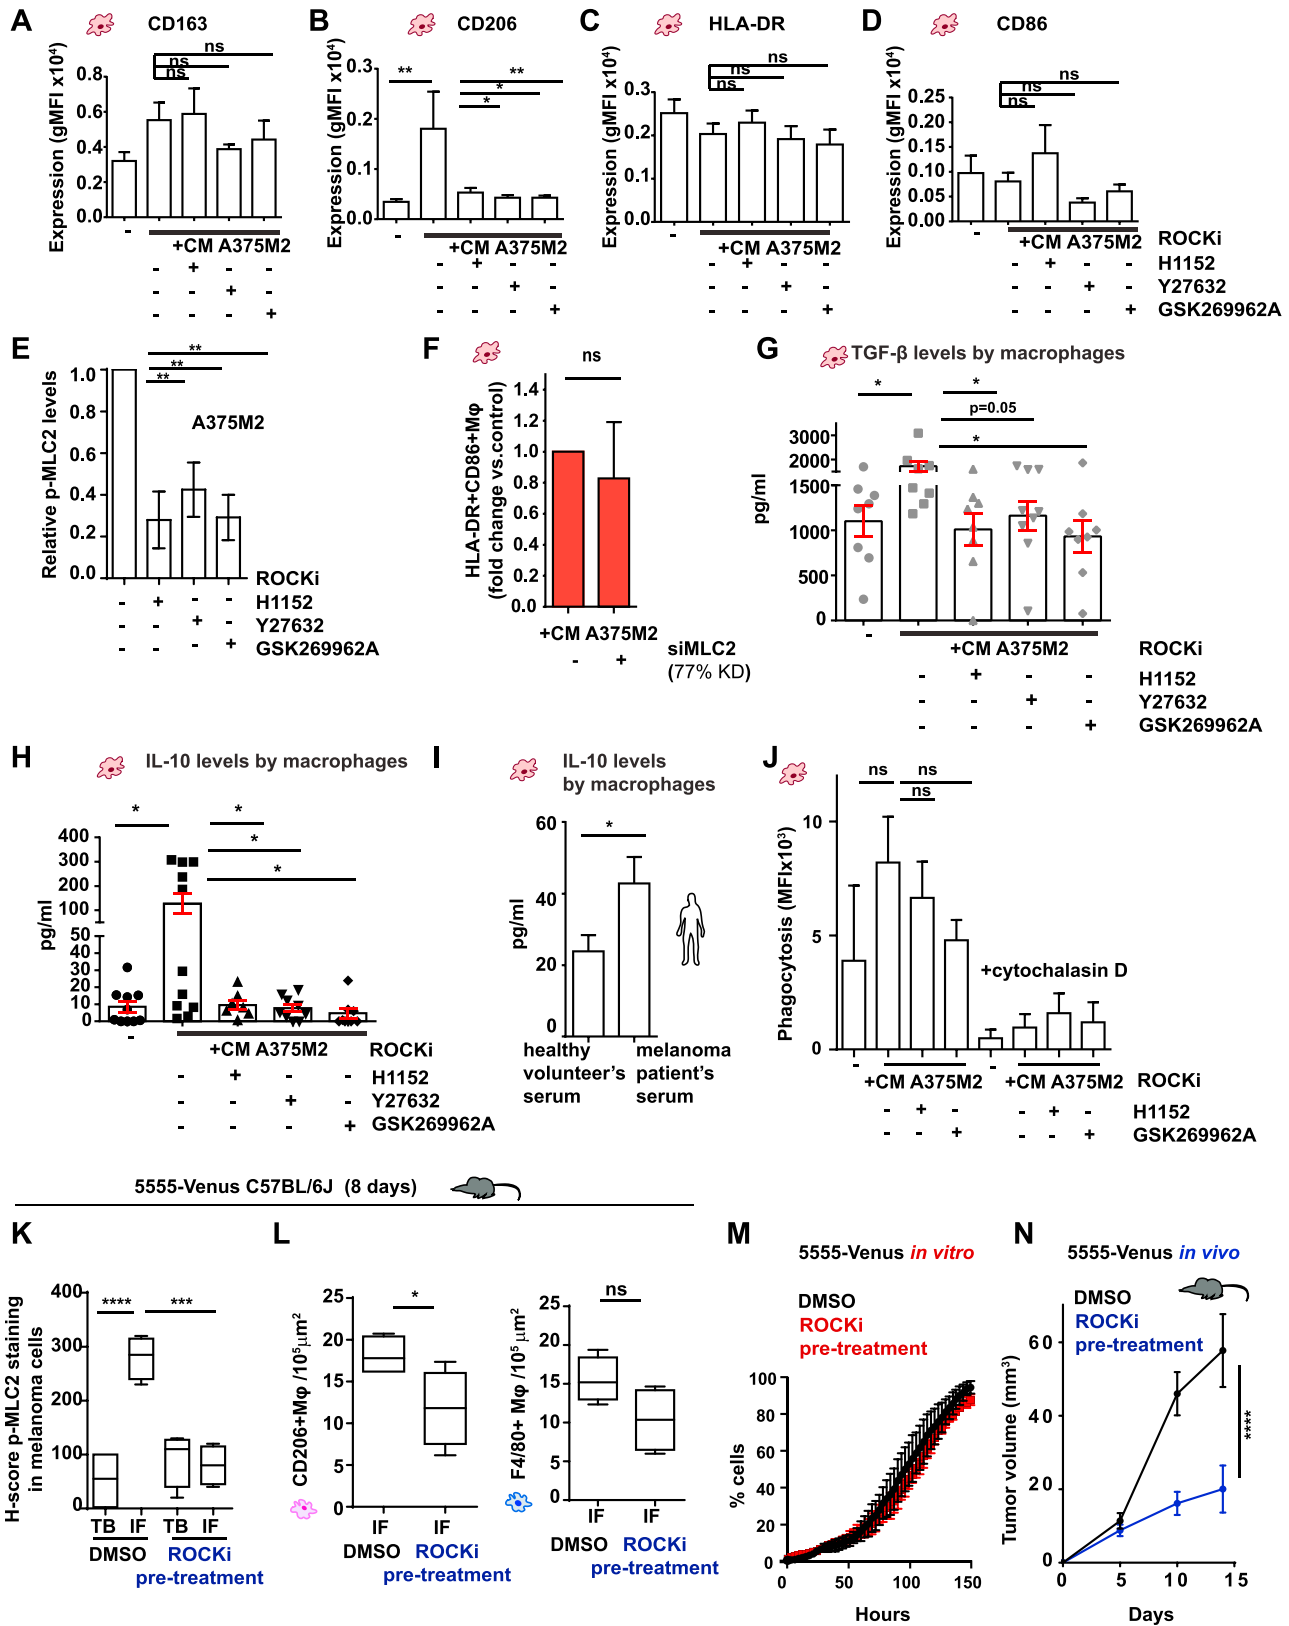 A
CD163
Expression (gMFI x10⁴)
0.8
0.6
0.4
0.2
0.0
ns
ns
ns
-
+CM A375M2
- - + - -
- - - + -
- - - - +
B
CD206
Expression (gMFI x10⁴)
0.3
0.2
0.1
0.0
**
**
*
*
-
+CM A375M2
- + - -
- - + -
- - - +
C
HLA-DR
Expression (gMFI x10⁴)
0.3
0.2
0.1
0.0
ns
ns
ns
-
+CM A375M2
- - + - -
- - - + -
- - - - +
D
CD86
Expression (gMFI x10⁴)
0.25
0.20
0.15
0.10
0.05
0.00
ns
ns
ns
-
+CM A375M2
ROCKi
- - + - - H1152
- - - + - Y27632
- - - - + GSK269962A
E
Relative p-MLC2 levels
1.0
0.8
0.6
0.4
0.2
0.0
**
**
**
A375M2
ROCKi
- + - - H1152
- - + - Y27632
- - - + GSK269962A
F
HLA-DR+CD86+Mφ
(fold change vs.control)
1.4
1.2
1.0
0.8
0.6
0.4
0.2
0.0
ns
+CM A375M2
- + siMLC2
(77% KD)
G
TGF-β levels by macrophages
pg/ml
3000
2000
1500
1000
500
0
*
*
p=0.05
*
-
+CM A375M2
ROCKi
- + - - H1152
- - + - Y27632
- - - + GSK269962A
H
IL-10 levels by macrophages
pg/ml
400
300
200
100
50
40
30
20
10
0
*
*
*
*
-
+CM A375M2
ROCKi
- + - - H1152
- - + - Y27632
- - - + GSK269962A
I
IL-10 levels
by macrophages
pg/ml
60
40
20
0
*
healthy
volunteer's
serum
melanoma
patient's
serum
J
Phagocytosis (MFIx10³)
10
5
0
ns
ns
ns
+cytochalasin D
-
+CM A375M2
-
+CM A375M2
ROCKi
- + - - + - H1152
- - + - - + GSK269962A
5555-Venus C57BL/6J (8 days)
K
H-score p-MLC2 staining
in melanoma cells
400
300
200
100
0
****
***
TB IF TB IF
DMSO
ROCKi
pre-treatment
L
CD206+Mφ /10⁵μm²
25
20
15
10
5
0
*
IF IF
DMSO
ROCKi
pre-treatment
F4/80+ Mφ /10⁵ μm²
25
20
15
10
5
0
ns
IF IF
DMSO
ROCKi
pre-treatment
M
5555-Venus in vitro
DMSO
ROCKi
pre-treatment
% cells
100
80
60
40
20
0
0 50 100 150
Hours
N
5555-Venus in vivo
DMSO
ROCKi
pre-treatment
Tumor volume (mm³)
60
40
20
0
****
0 5 10 15
Days